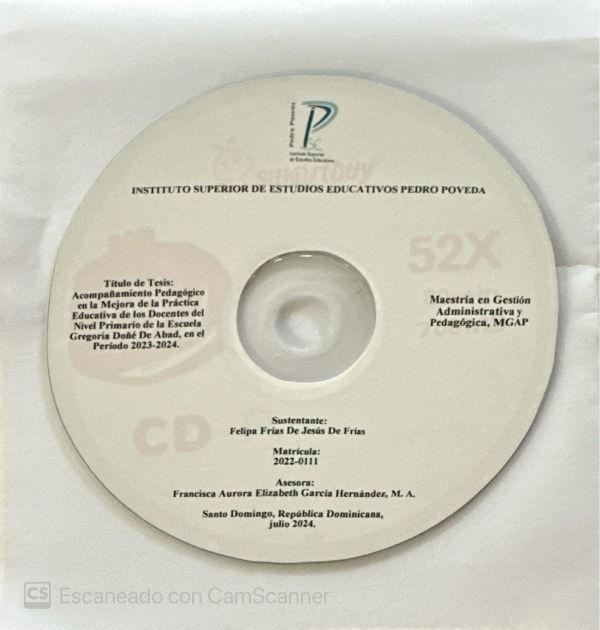 Pedro Poveda
P
SC
Instituto Superior
de Estudios Educativos
smartbuy
INSTITUTO SUPERIOR DE ESTUDIOS EDUCATIVOS PEDRO POVEDA
52X
Título de Tesis:
Acompañamiento Pedagógico
en la Mejora de la Práctica
Educativa de los Docentes del
Nivel Primario de la Escuela
Gregoria Doñé De Abad, en el
Período 2023-2024.
Maestría en Gestión
Administrativa y
Pedagógica, MGAP
CD
Sustentante:
Felipa Frías De Jesús De Frías
Matrícula:
2022-0111
Asesora:
Francisca Aurora Elizabeth García Hernández, M. A.
Santo Domingo, República Dominicana,
julio 2024.
CS Escaneado con CamScanner